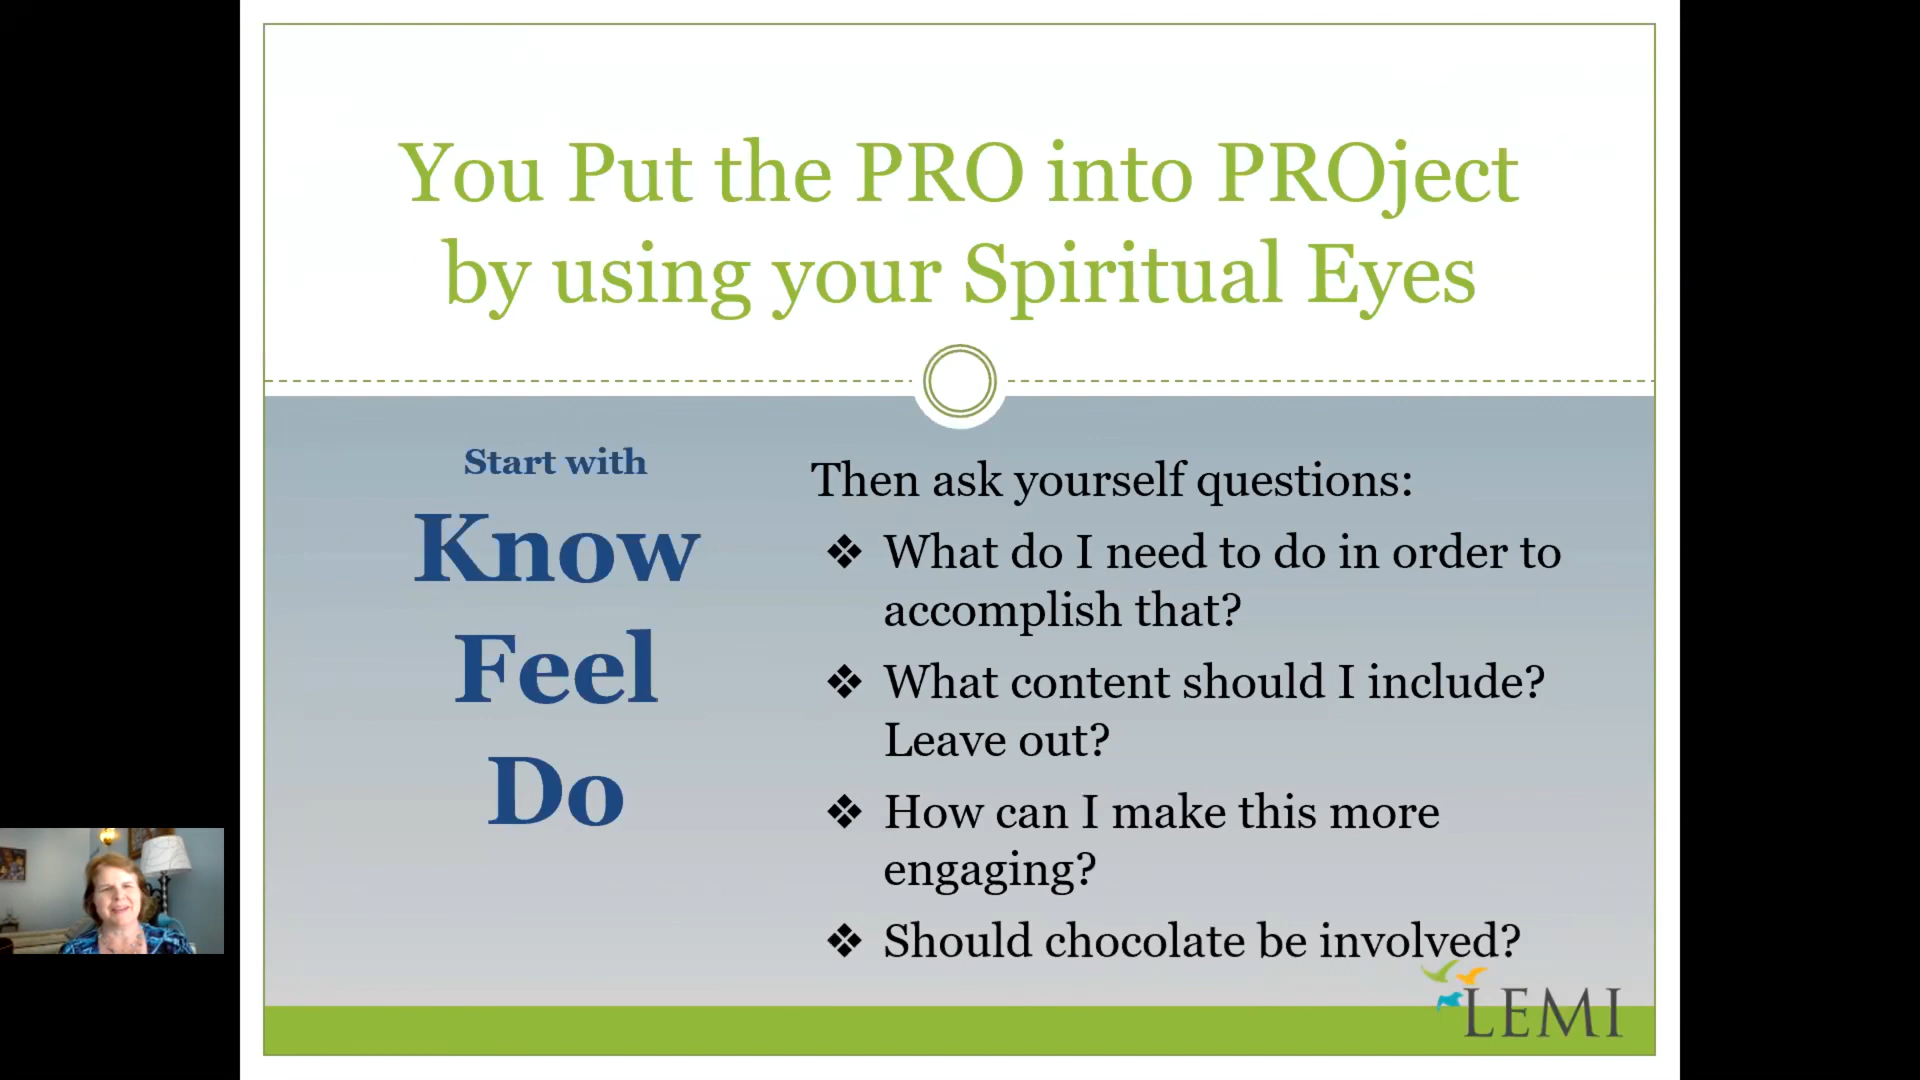 You Put the PRO into PROject
by using your Spiritual Eyes
Start with
Know
Feel
Do
Then ask yourself questions:
❖ What do I need to do in order to
accomplish that?
❖ What content should I include?
Leave out?
❖ How can I make this more
engaging?
❖ Should chocolate be involved?
LEMI